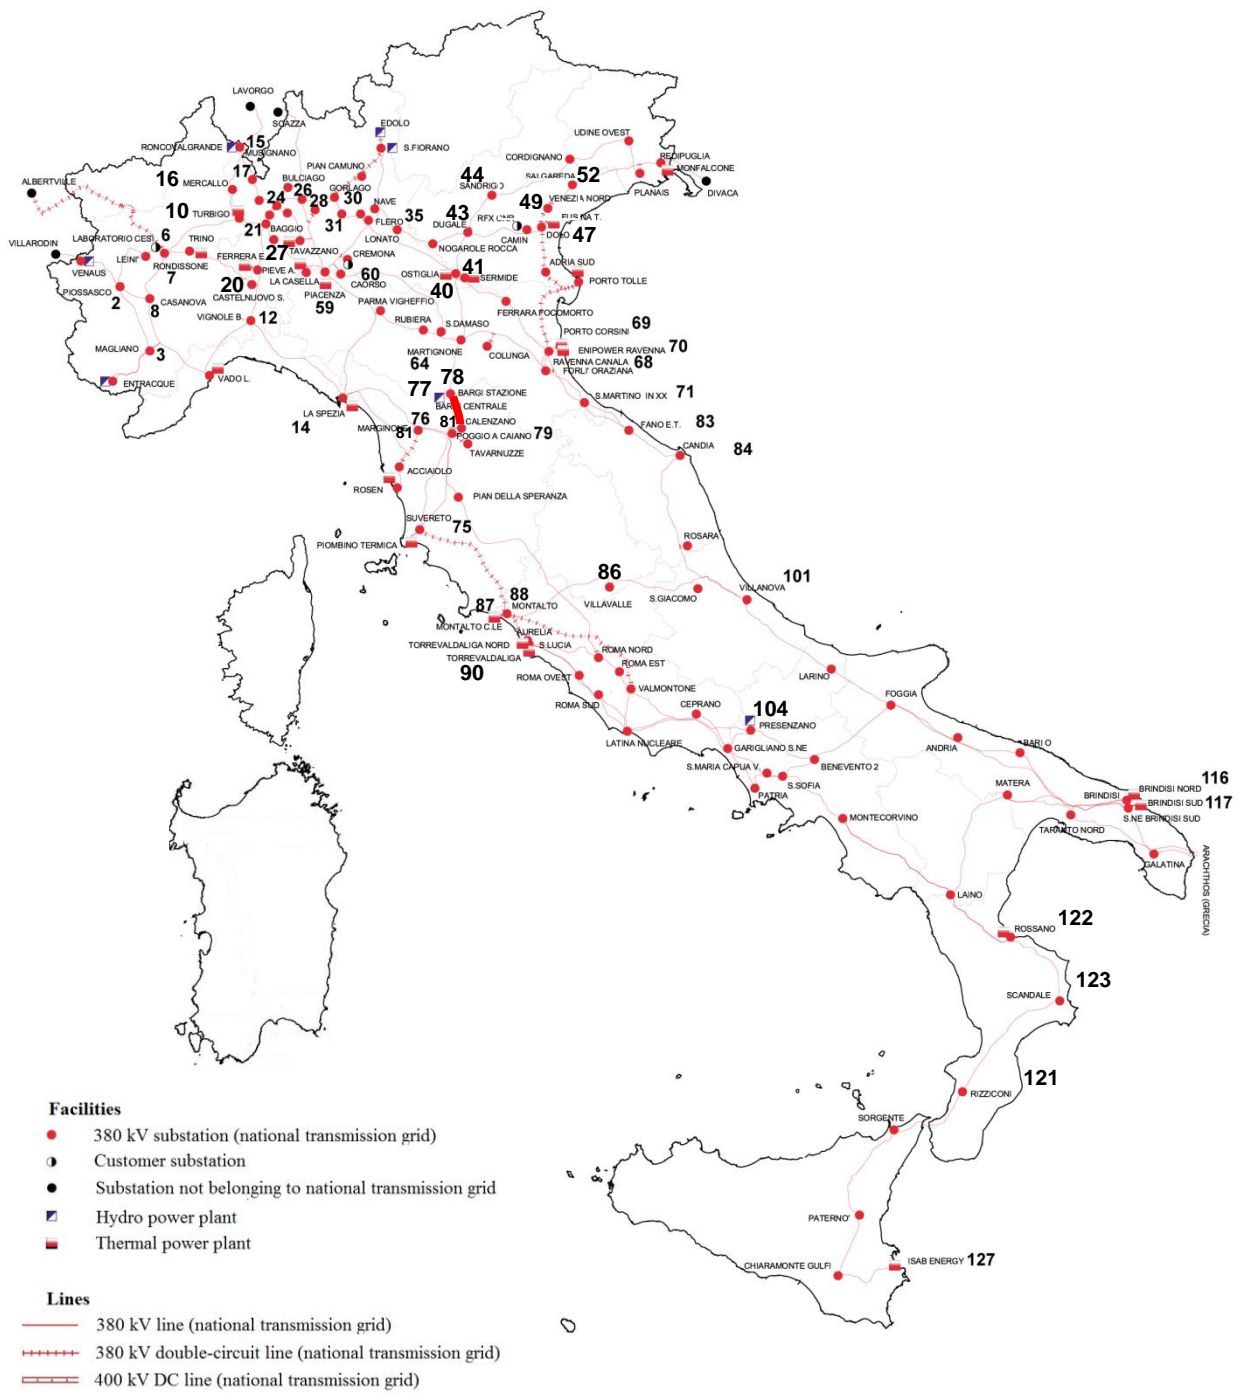 LAVORGO
SOAZZA
EDOLO
UDINE OVEST
RONCOVALGRANDE
15
MUSIGNANO
S.FIORANO
CORDIGNANO
REDIPUGLIA
MONFALCONE
PIAN CAMUNO
44
SALGAREDA
52
ALBERTVILLE
16
17
MERCALLO
BULCIAGO
26
GORLAGO
SANDRIGO
PLANAIS
DIVACA
10
TURBIGO
24
28
30
NAVE
49
VENEZIA NORD
31
FLERO
35
43
DUGALE
RFX CNR
FUSINA T.
LABORATORIO CESI
6
21
BAGGIO
LONATO
CAMIN
DOLO
47
VILLARODIN
TRINO
27
TAVAZZANO
NOGAROLE ROCCA
LEINI'
FERRERA E.
CREMONA
ADRIA SUD
VENAUS
RONDISSONE
7
PIEVE A.
LA CASELLA
60
OSTIGLIA
41
SERMIDE
PORTO TOLLE
PIOSSASCO
2
20
CAORSO
40
8
CASANOVA
CASTELNUOVO S.
PIACENZA
59
PARMA VIGHEFFIO
FERRARA FOCOMORTO
VIGNOLE B.
12
RUBIERA
S.DAMASO
PORTO CORSINI
69
MAGLIANO
3
MARTIGNONE
COLUNGA
ENIPOWER RAVENNA
70
64
RAVENNA CANALA
68
FORLI' ORAZIANA
ENTRACQUE
VADO L.
77
78
BARGI STAZIONE
S.MARTINO IN XX
71
LA SPEZIA
BARGI CENTRALE
14
76
81
CALENZANO
FANO E.T.
83
MARGINONE
81
POGGIO A CAIANO
79
TAVARNUZZE
CANDIA
84
ACCIAIOLO
ROSEN
PIAN DELLA SPERANZA
SUVERETO
75
PIOMBINO TERMICA
ROSARA
86
VILLAVALLE
S.GIACOMO
VILLANOVA
101
87
88
MONTALTO
MONTALTO C.LE
AURELIA
TORREVALDALIGA NORD
S.LUCIA
TORREVALDALIGA
ROMA NORD
90
ROMA EST
ROMA OVEST
VALMONTONE
LARINO
ROMA SUD
CEPRANO
104
FOGGIA
PRESENZANO
LATINA NUCLEARE
GARIGLIANO S.NE
ANDRIA
BARI O
S.MARIA CAPUA V.
BENEVENTO 2
S.SOFIA
PATRIA
MATERA
116
BRINDISI NORD
BRINDISI
BRINDISI SUD
117
S.NE BRINDISI SUD
MONTECORVINO
TARANTO NORD
GALATINA
ARACHTHOS (GRECIA)
LAINO
122
ROSSANO
SCANDALE
123
121
RIZZICONI
SORGENTE
PATERNO'
CHIARAMONTE GULFI
ISAB ENERGY
127
Facilities
380 kV substation (national transmission grid)
Customer substation
Substation not belonging to national transmission grid
Hydro power plant
Thermal power plant
Lines
380 kV line (national transmission grid)
380 kV double-circuit line (national transmission grid)
400 kV DC line (national transmission grid)